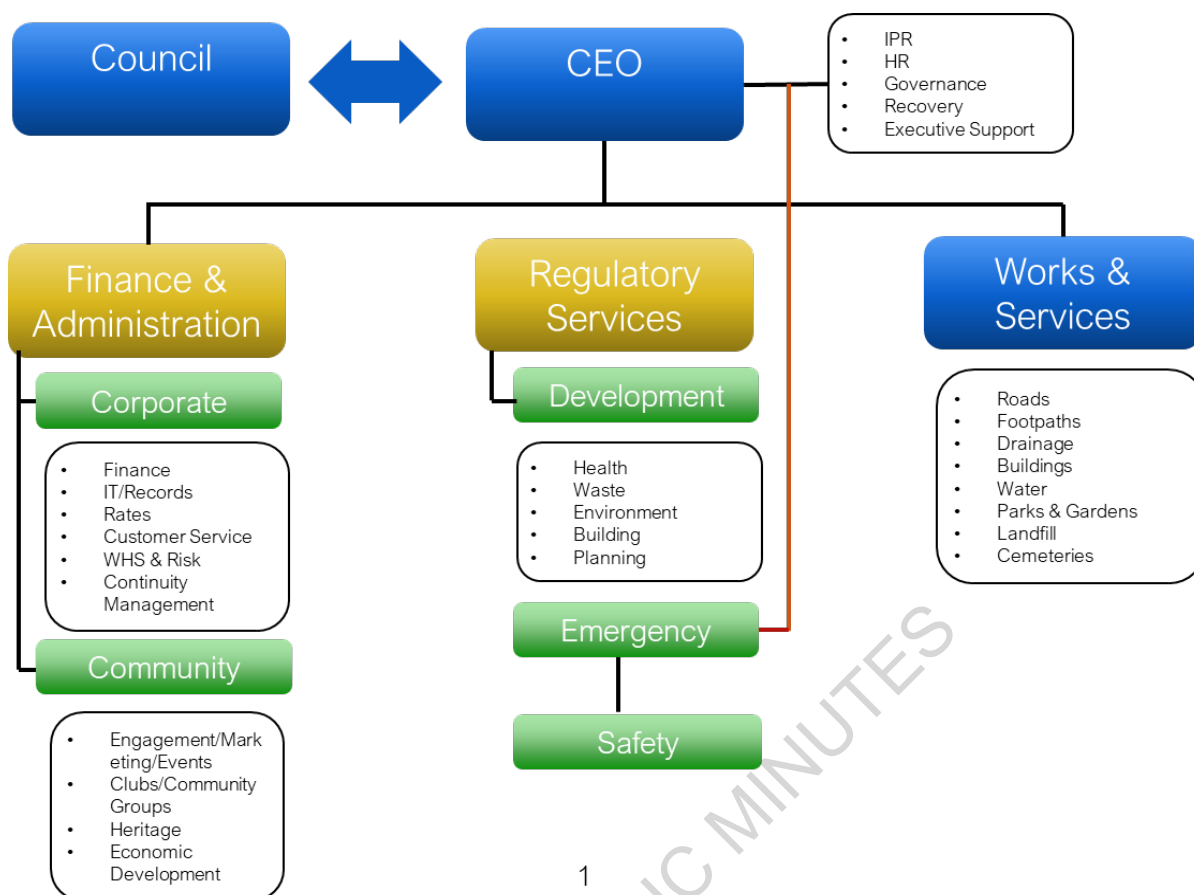 Council
CEO
IPR
HR
Governance
Recovery
Executive Support
Finance &
Administration
Corporate
Finance
IT/Records
Rates
Customer Service
WHS & Risk
Continuity
Management
Community
Engagement/Mark
eting/Events
Clubs/Community
Groups
Heritage
Economic
Development
Regulatory
Services
Development
Health
Waste
Environment
Building
Planning
Emergency
Safety
Works &
Services
Roads
Footpaths
Drainage
Buildings
Water
Parks & Gardens
Landfill
Cemeteries
MINUTES
1